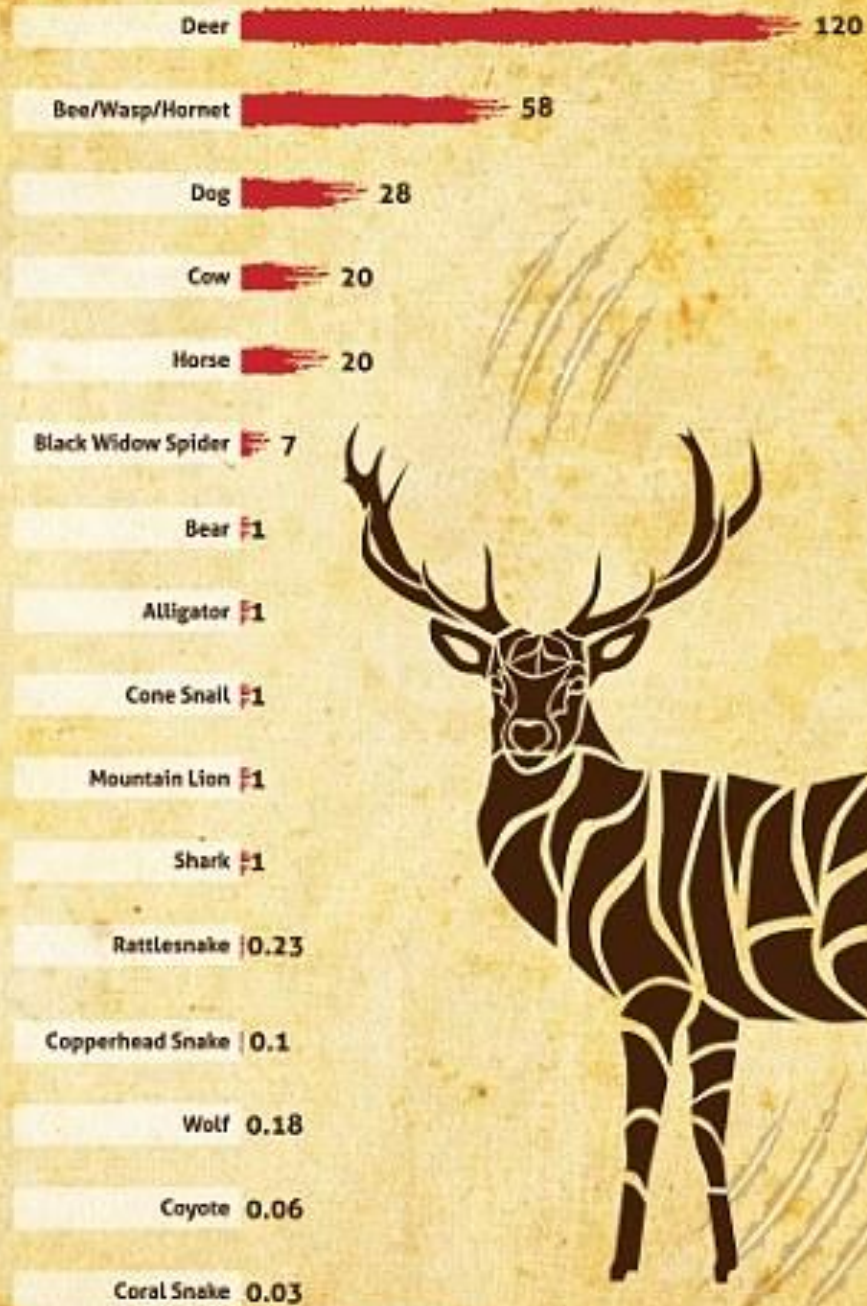 Deer 120
Bee/Wasp/Hornet 58
Dog 28
Cow 20
Horse 20
Black Widow Spider 7
Bear 1
Alligator 1
Cone Snail 1
Mountain Lion 1
Shark 1
Rattlesnake 0.23
Copperhead Snake 0.1
Wolf 0.18
Coyote 0.06
Coral Snake 0.03